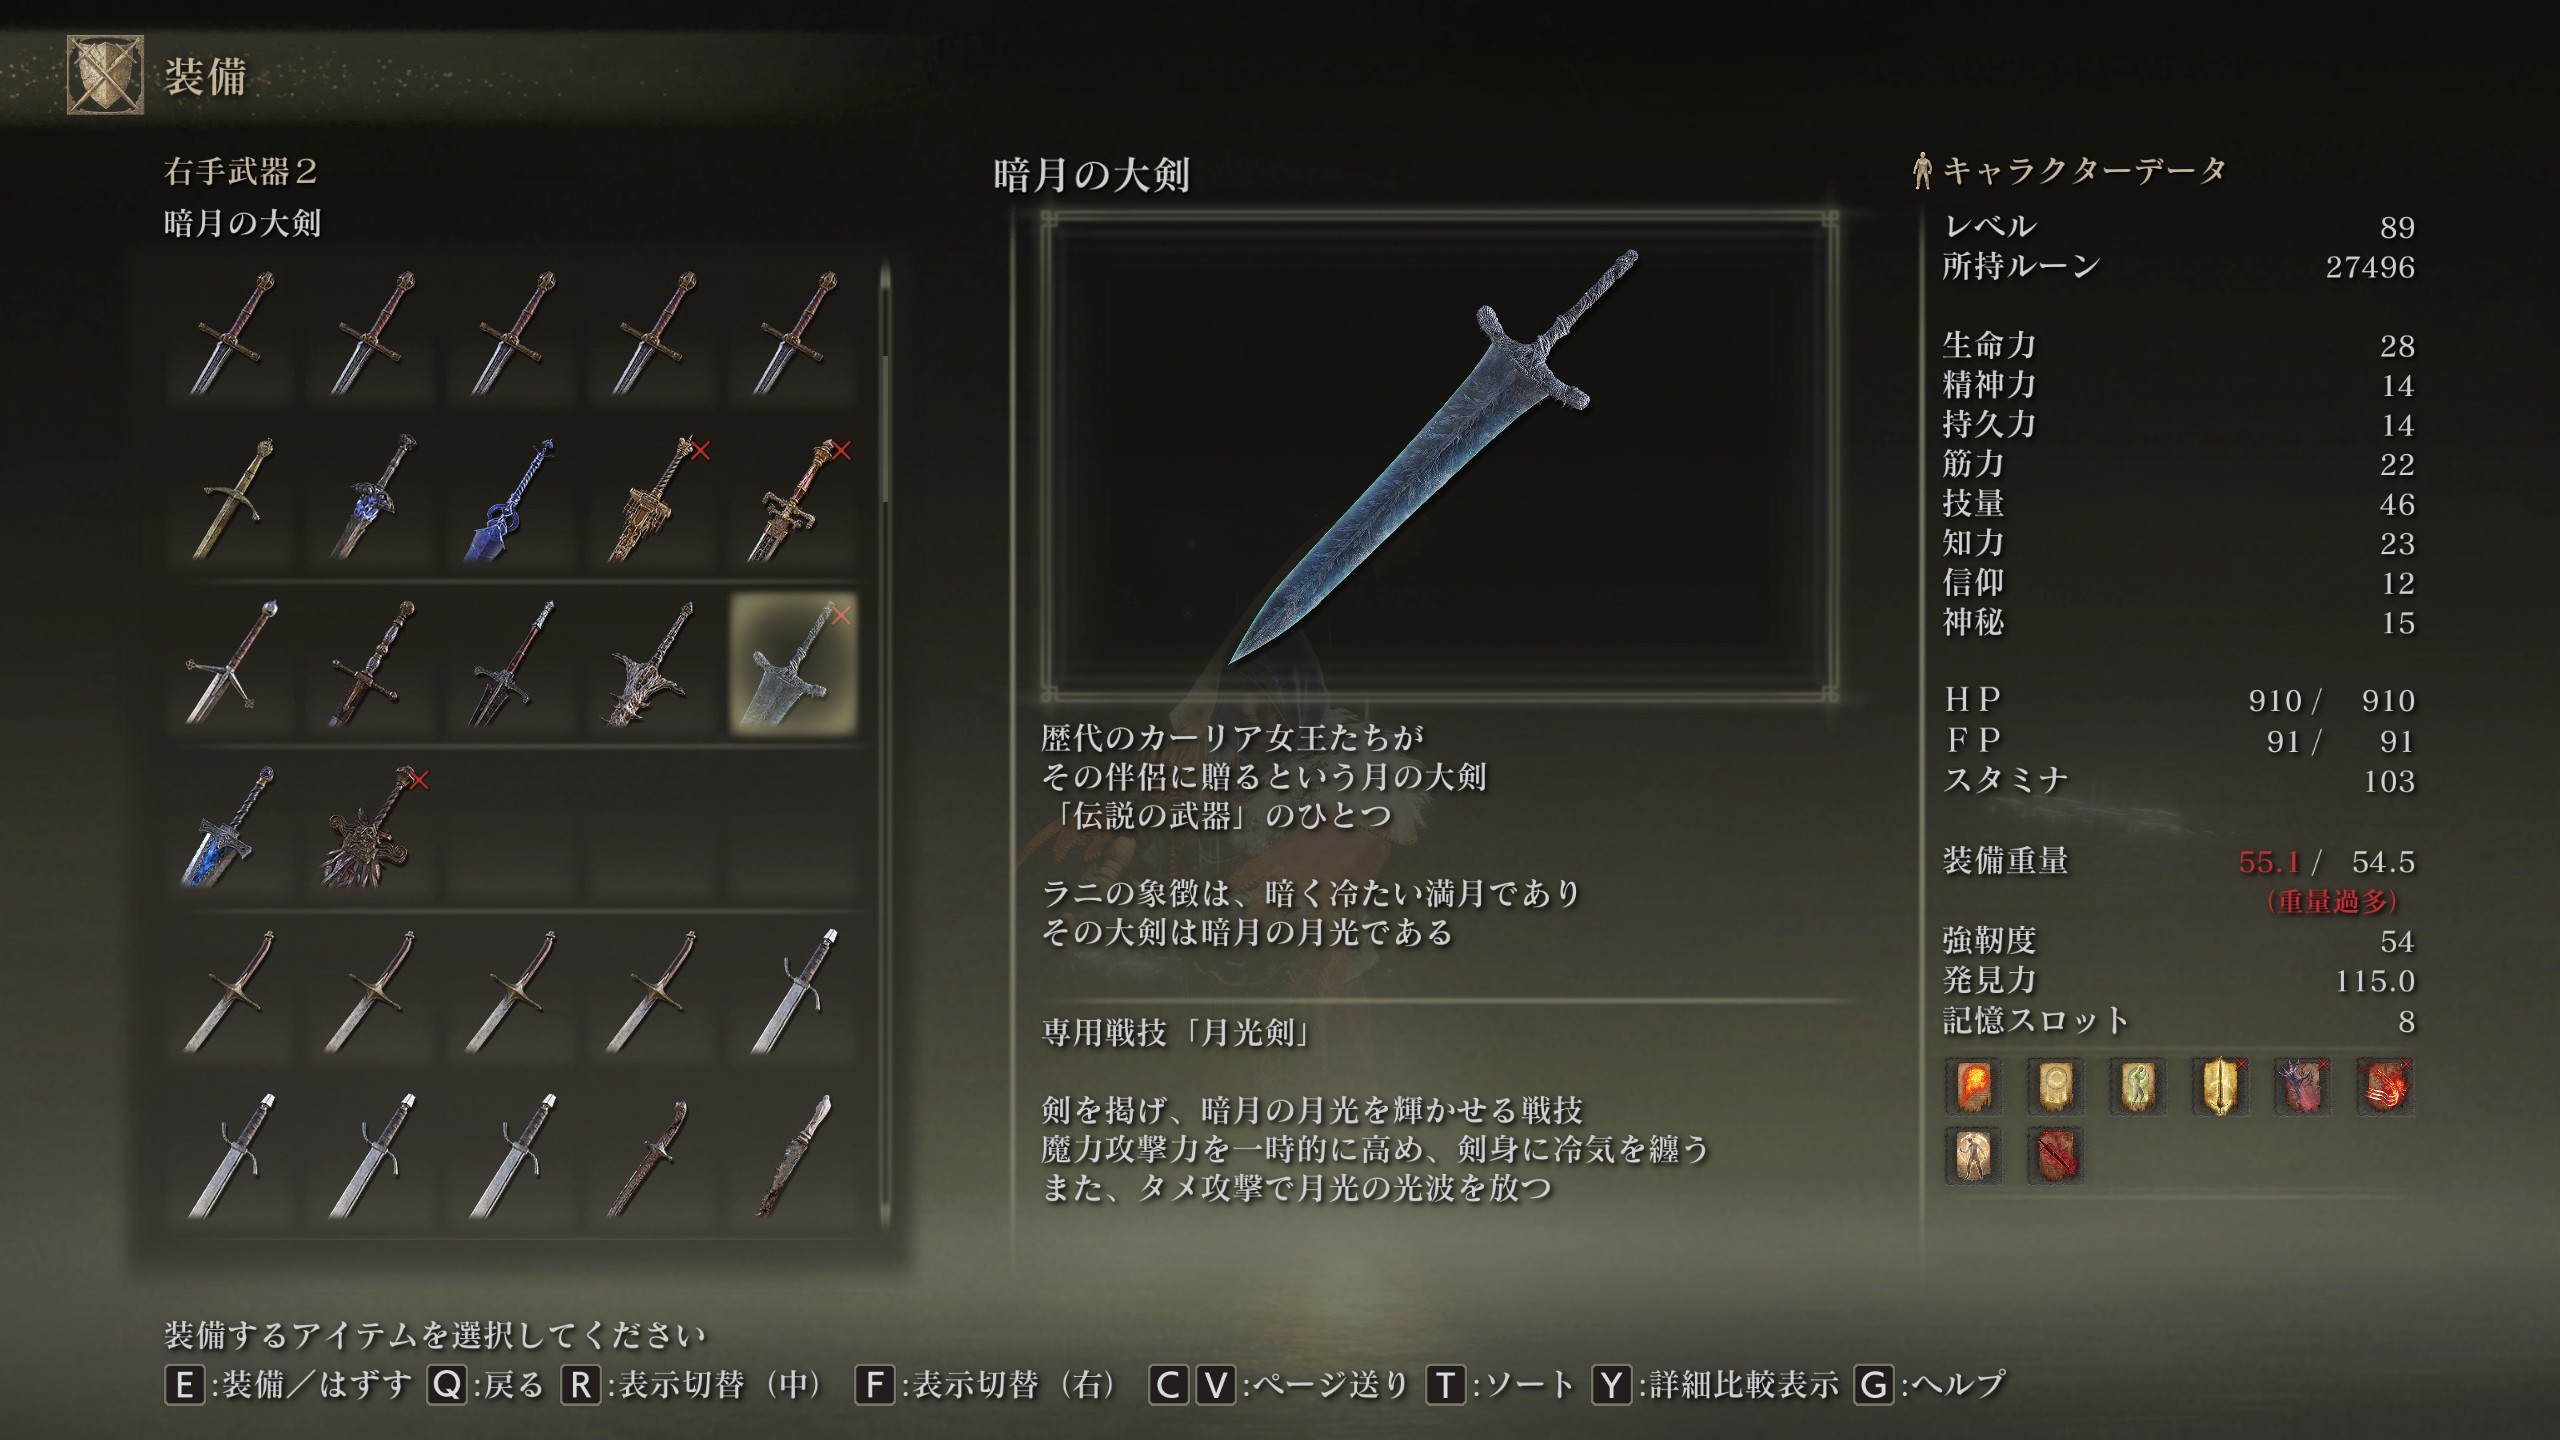 装備
右手武器２
暗月の大剣
暗月の大剣
歴代のカーリア女王たちが
その伴侶に贈るという月の大剣
「伝説の武器」のひとつ
ラニの象徴は、暗く冷たい満月であり
その大剣は暗月の月光である
専用戦技「月光剣」
剣を掲げ、暗月の月光を輝かせる戦技
魔力攻撃力を一時的に高め、剣身に冷気を纏う
また、タメ攻撃で月光の光波を放つ
キャラクターデータ
レベル 89
所持ルーン 27496
生命力 28
精神力 14
持久力 14
筋力 22
技量 46
知力 23
信仰 12
神秘 15
ＨＰ 910 / 910
ＦＰ 91 / 91
スタミナ 103
装備重量 55.1 / 54.5
（重量過多）
強靭度 54
発見力 115.0
記憶スロット 8
装備するアイテムを選択してください
E:装備／はずす Q:戻る R:表示切替（中） F:表示切替（右） C V:ページ送り T:ソート Y:詳細比較表示 G:ヘルプ